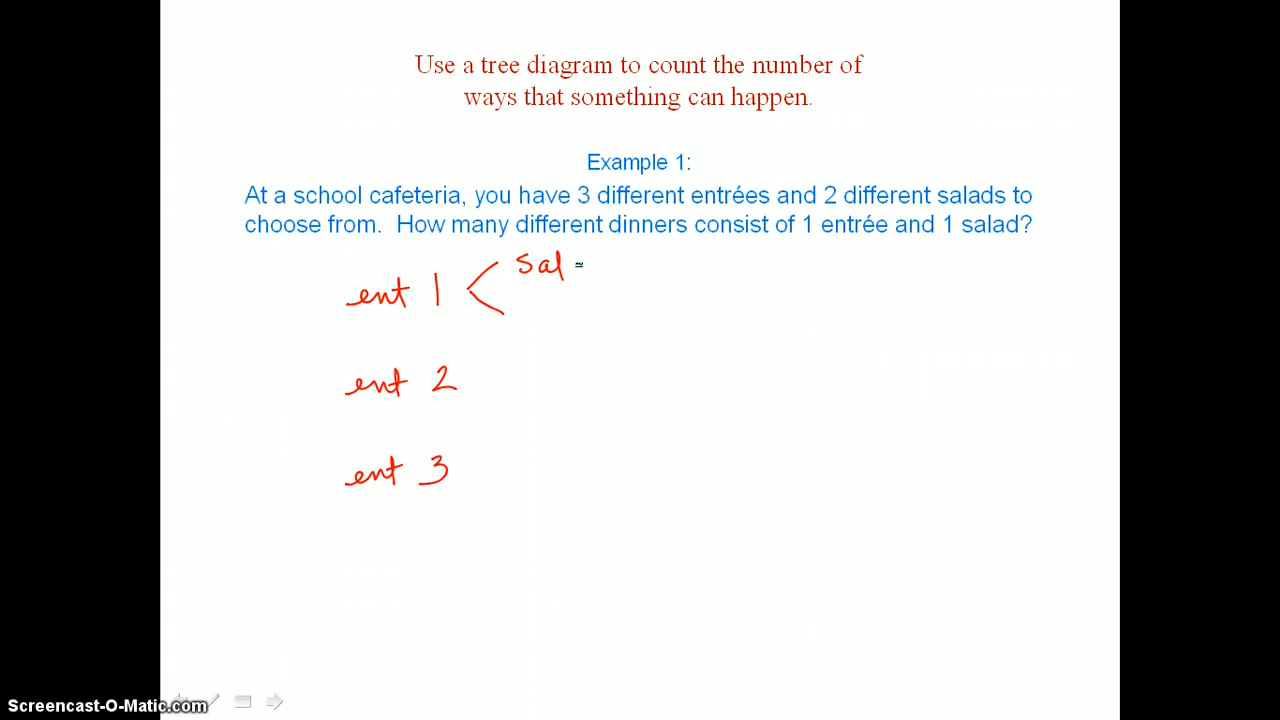 Use a tree diagram to count the number of
ways that something can happen.
Example 1:
At a school cafeteria, you have 3 different entrées and 2 different salads to
choose from. How many different dinners consist of 1 entrée and 1 salad?
sal
ent 1
ent 2
ent 3
Screencast-O-Matic.com